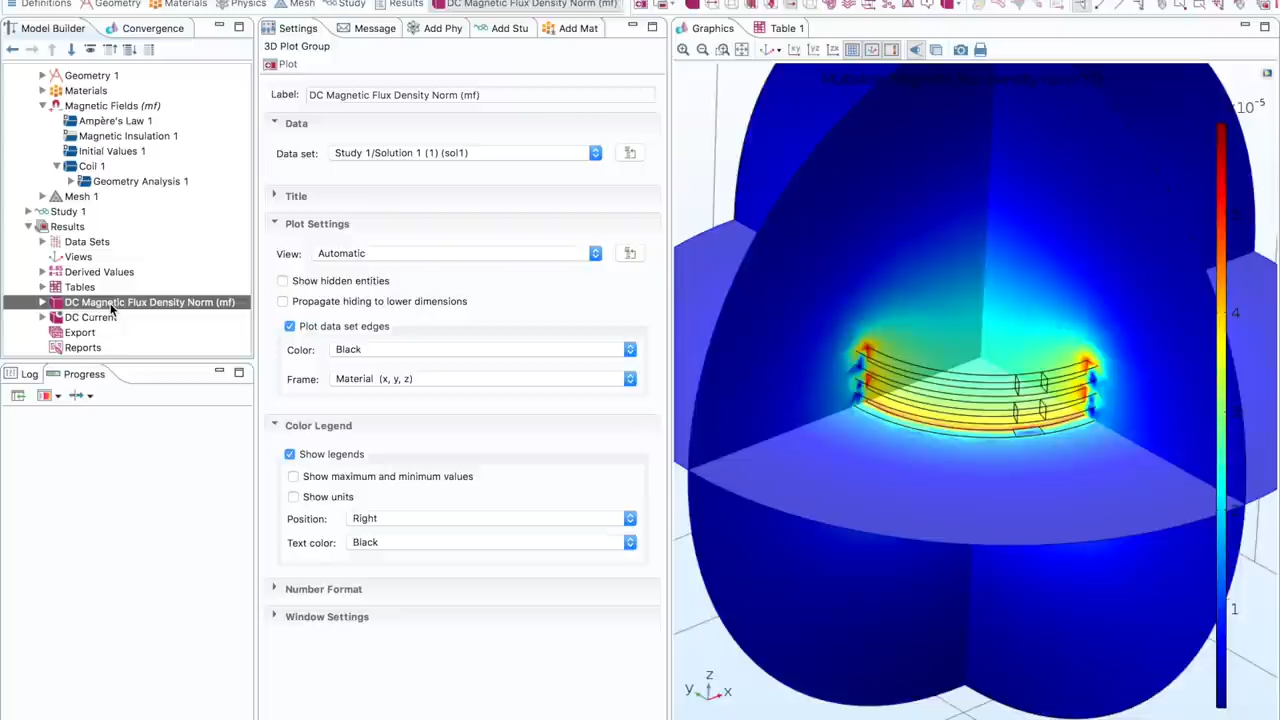 Definitions Geometry Materials Physics Mesh Study Results DC Magnetic Flux Density Norm (mf)
Model Builder Convergence
Settings Message Add Phy Add Stu Add Mat
Graphics Table 1
3D Plot Group
Plot
Label: DC Magnetic Flux Density Norm (mf)
Data
Data set: Study 1/Solution 1 (1) (sol1)
Title
Plot Settings
View: Automatic
Show hidden entities
Propagate hiding to lower dimensions
Plot data set edges
Color: Black
Frame: Material (x, y, z)
Color Legend
Show legends
Show maximum and minimum values
Show units
Position: Right
Text color: Black
Number Format
Window Settings
Geometry 1
Materials
Magnetic Fields (mf)
Ampère's Law 1
Magnetic Insulation 1
Initial Values 1
Coil 1
Geometry Analysis 1
Mesh 1
Study 1
Results
Data Sets
Views
Derived Values
Tables
DC Magnetic Flux Density Norm (mf)
DC Current
Export
Reports
Log Progress
xy yz zx
10⁻⁵
4
1
z
y x